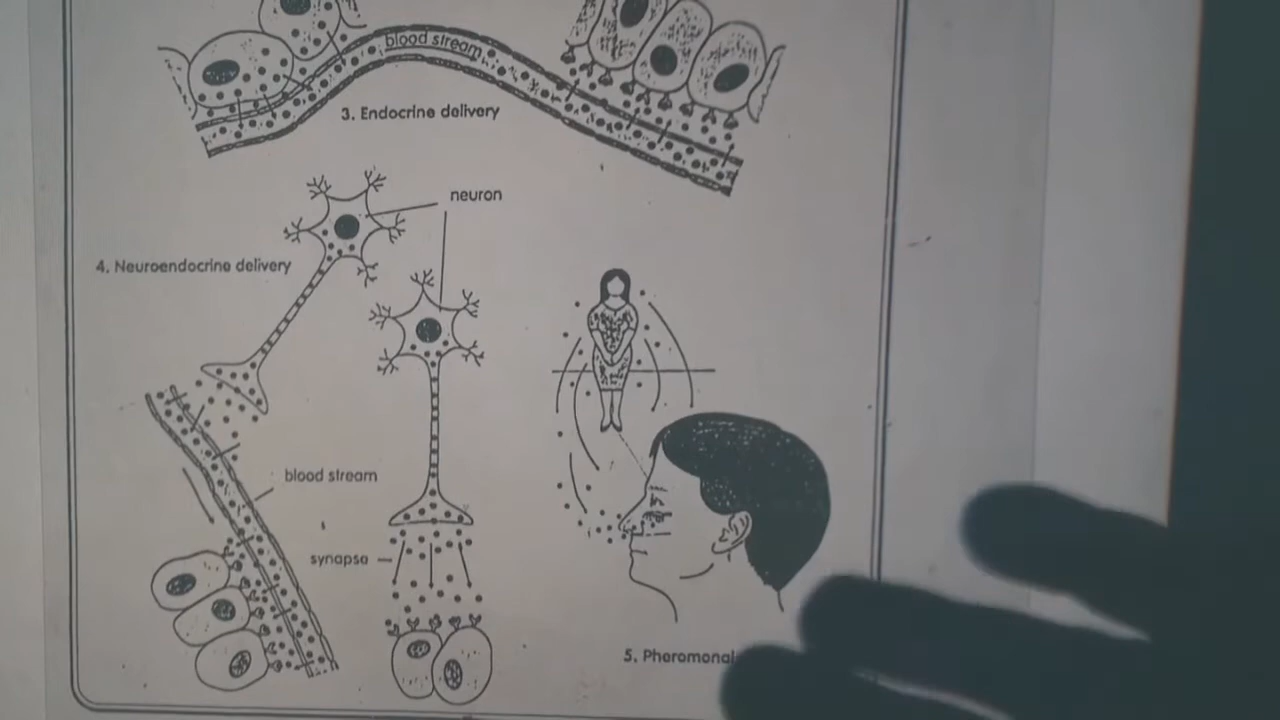 blood stream
3. Endocrine delivery
neuron
4. Neuroendocrine delivery
blood stream
synapse
5. Pheromonal